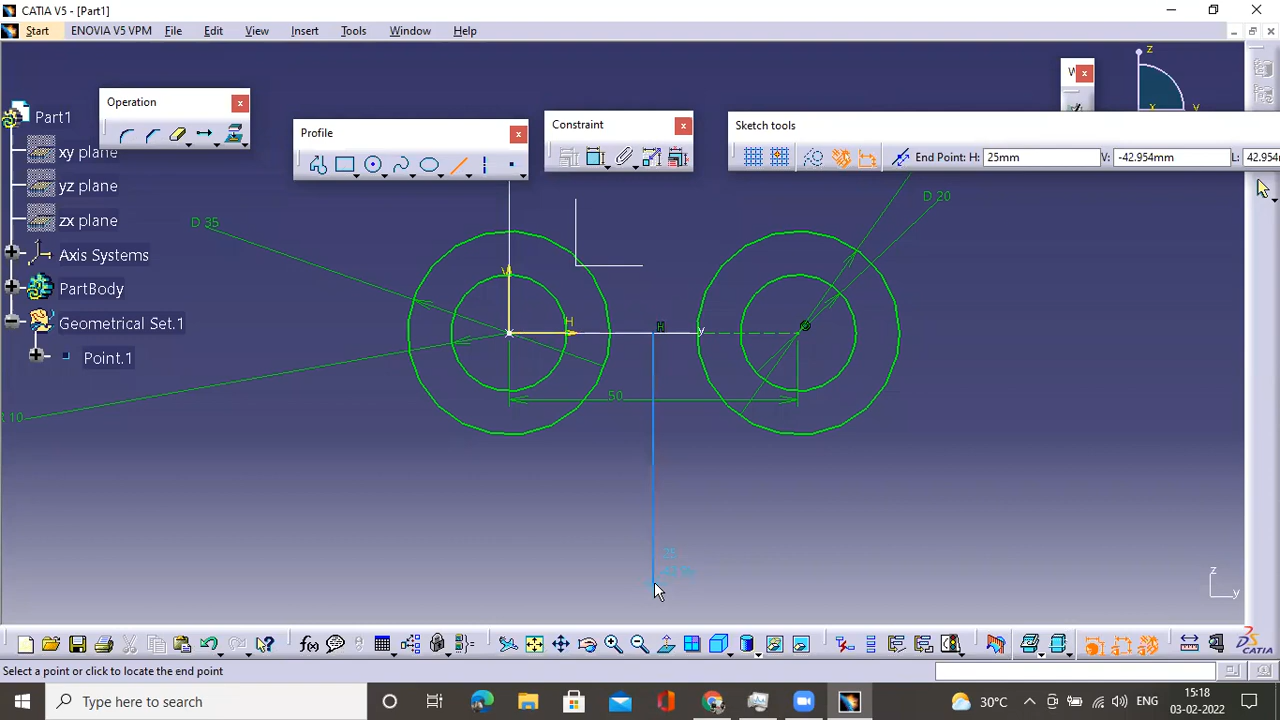 CATIA V5 - [Part1]
Start ENOVIA V5 VPM File Edit View Insert Tools Window Help
z
x y
Operation
Profile
Constraint
Sketch tools
End Point: H: 25mm V: -42.954mm L: 42.954
Part1
xy plane
yz plane
zx plane
Axis Systems
PartBody
Geometrical Set.1
Point.1
D 35
D 20
V
H
H
y
50
R 10
z
y
f(x)
CATIA
Select a point or click to locate the end point
Type here to search
30°C
ENG
15:18
03-02-2022